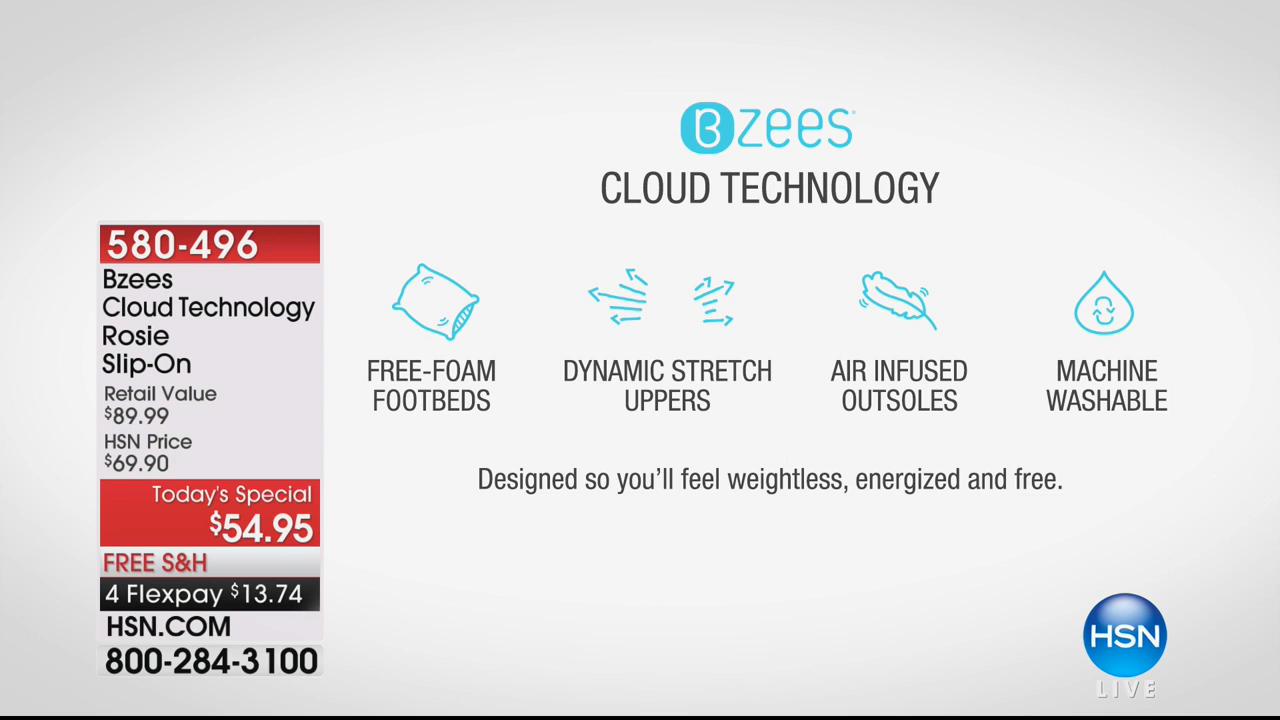 Bzees
CLOUD TECHNOLOGY
580-496
Bzees
Cloud Technology
Rosie
Slip-On
Retail Value
$89.99
HSN Price
$69.90
Today's Special
$54.95
FREE S&H
4 Flexpay $13.74
HSN.COM
800-284-3100
FREE-FOAM
FOOTBEDS
DYNAMIC STRETCH
UPPERS
AIR INFUSED
OUTSOLES
MACHINE
WASHABLE
Designed so you'll feel weightless, energized and free.
HSN
LIVE